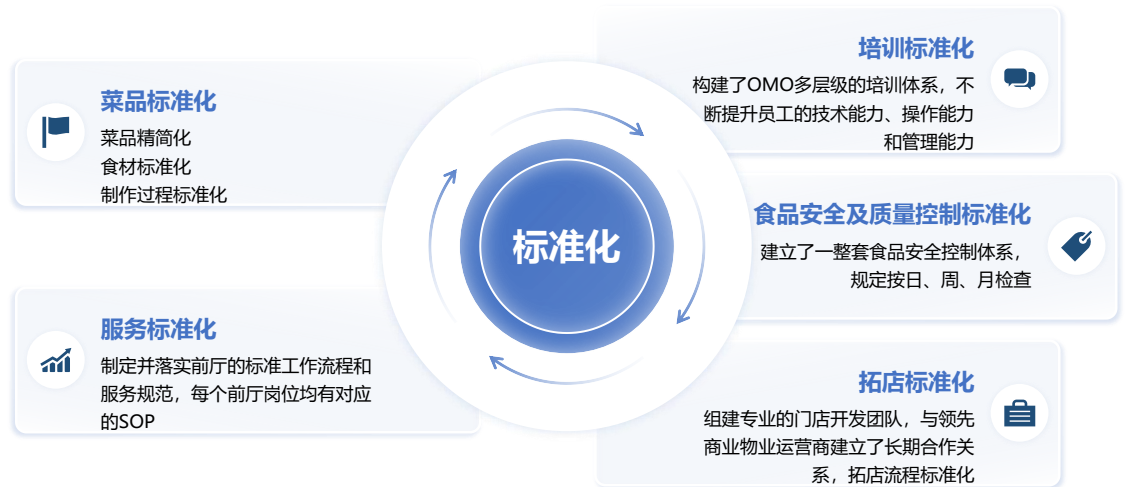 菜品标准化
菜品精简化
食材标准化
制作过程标准化
服务标准化
制定并落实前厅的标准工作流程和
服务规范，每个前厅岗位均有对应
的SOP
标准化
培训标准化
构建了OMO多层级的培训体系，不
断提升员工的技术能力、操作能力
和管理能力
食品安全及质量控制标准化
建立了一整套食品安全控制体系，
规定按日、周、月检查
拓店标准化
组建专业的门店开发团队，与领先
商业物业运营商建立了长期合作关
系，拓店流程标准化